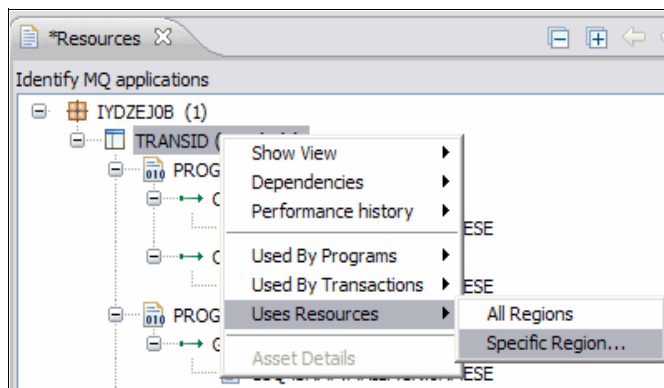 *Resources
Identify MQ applications
IYDZEJ0B (1)
TRANSID (
PROG
ESE
ESE
PROG
ESE
Show View
Dependencies
Performance history
Used By Programs
Used By Transactions
Uses Resources
Asset Details
All Regions
Specific Region...